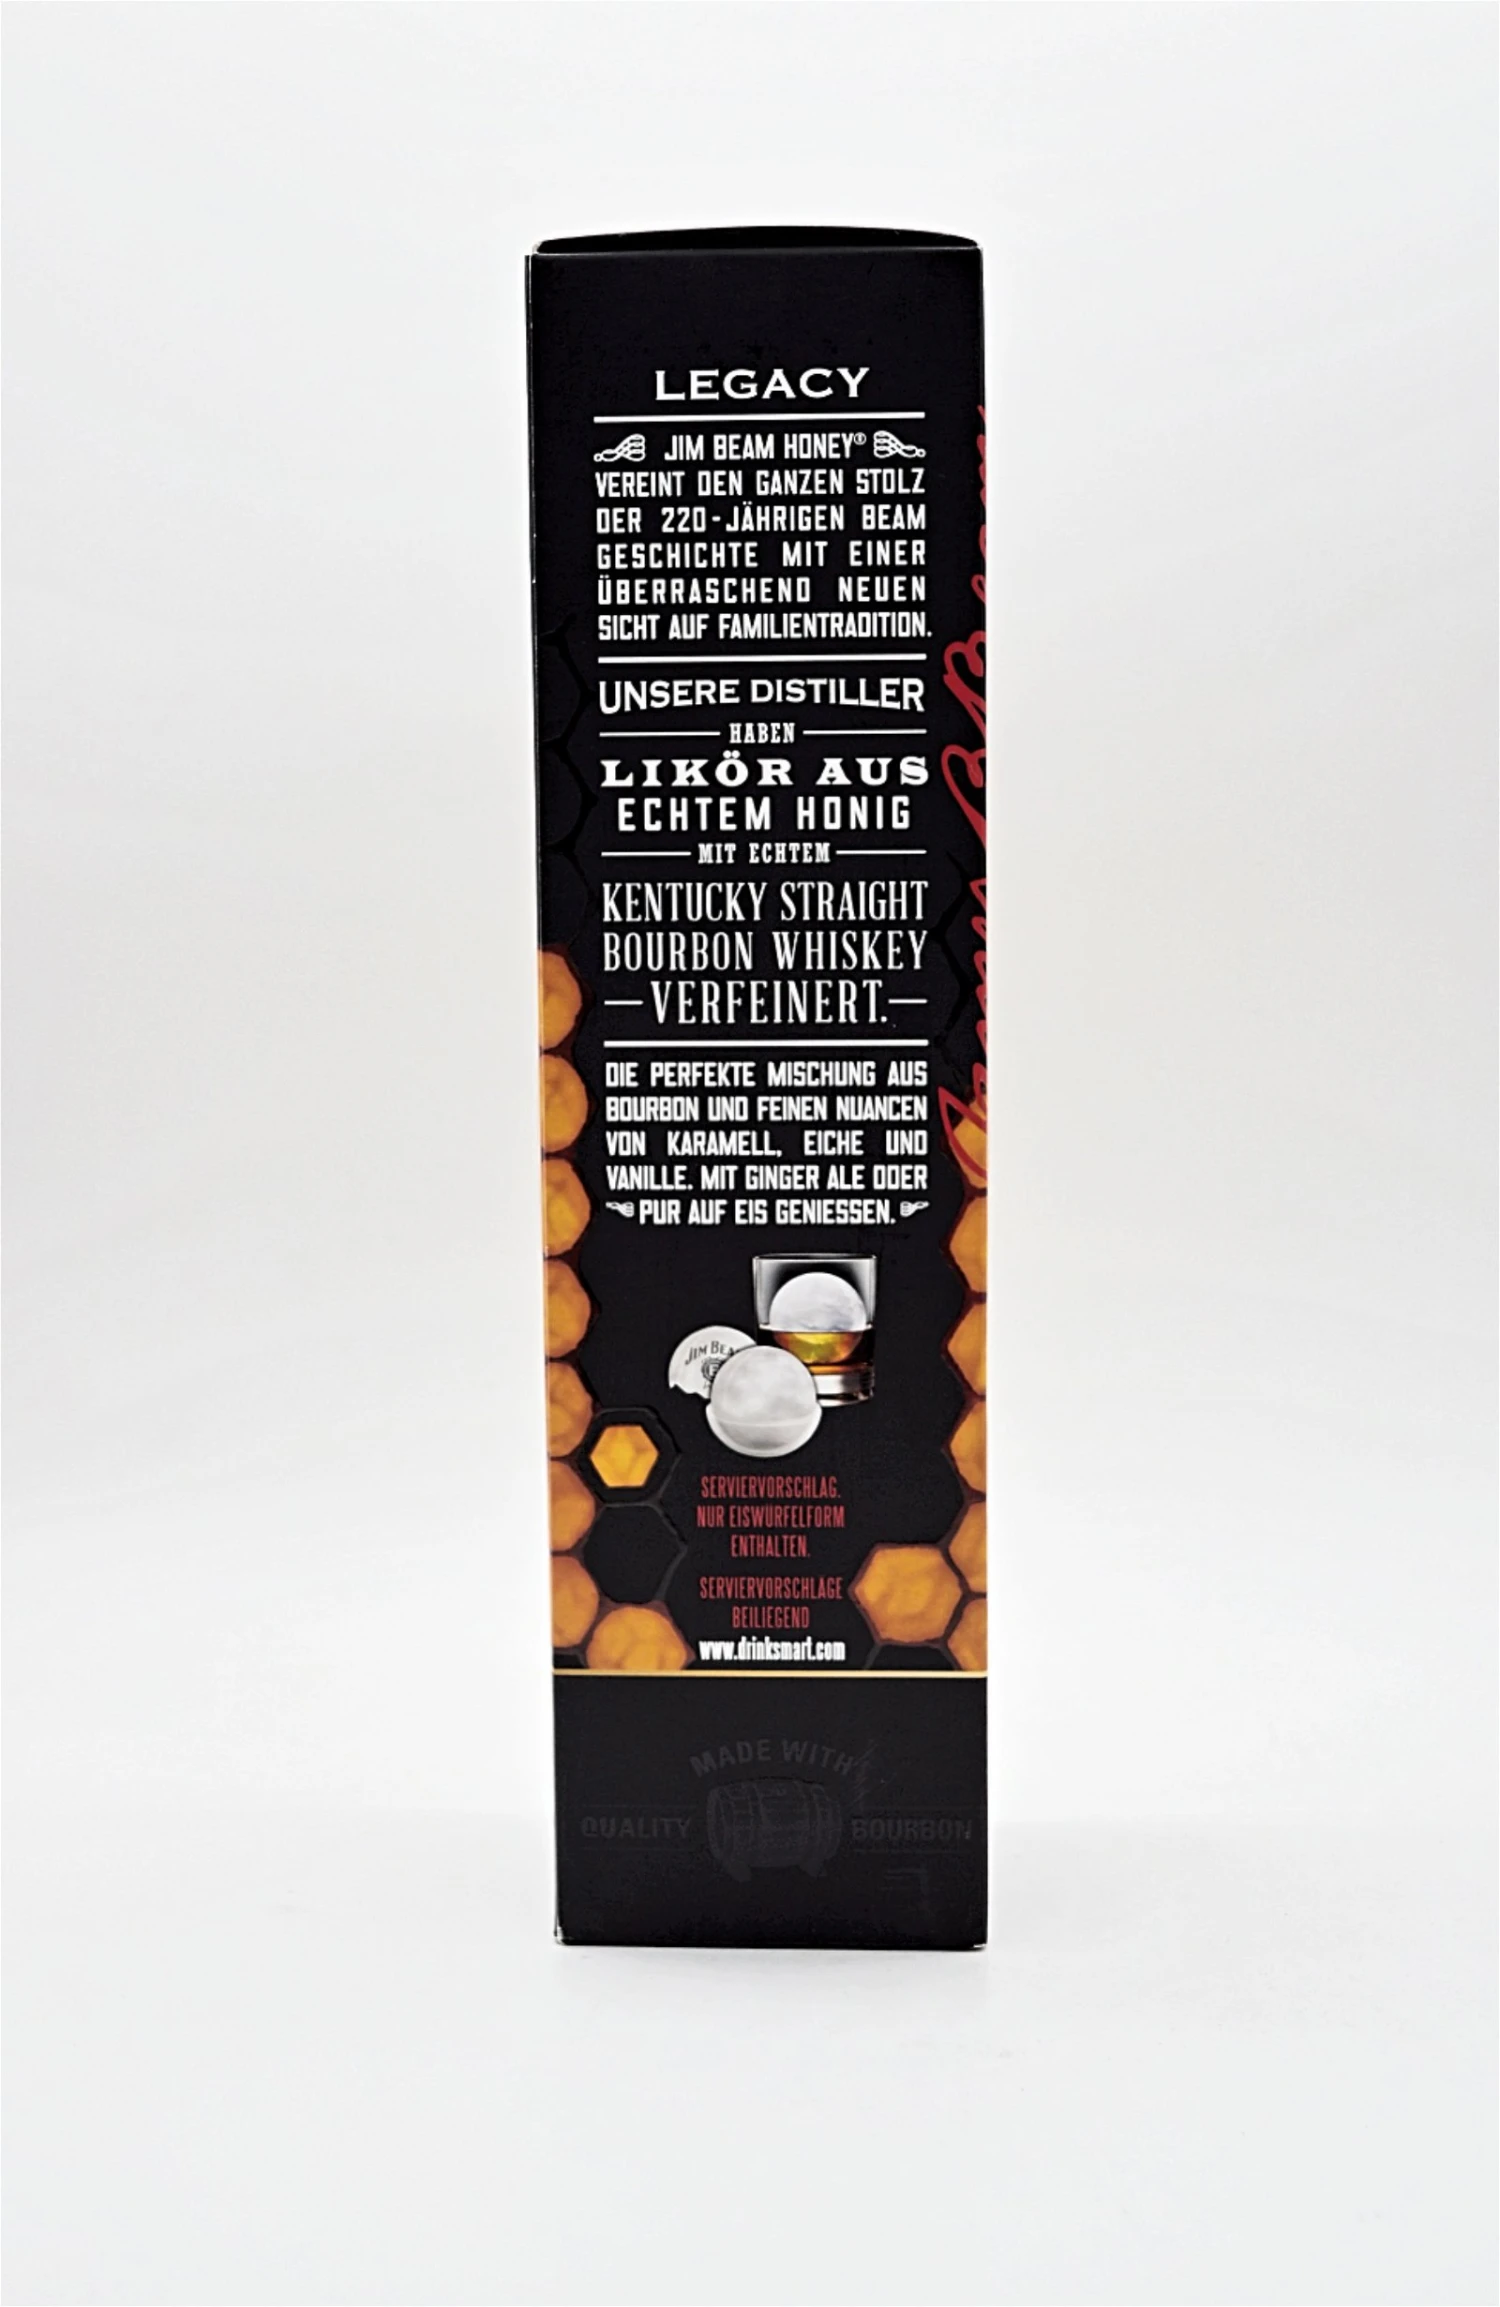 LEGACY
JIM BEAM HONEY®
VEREINT DEN GANZEN STOLZ
DER 220-JÄHRIGEN BEAM
GESCHICHTE MIT EINER
ÜBERRASCHEND NEUEN
SICHT AUF FAMILIENTRADITION.
UNSERE DISTILLER
HABEN
LIKÖR AUS
ECHTEM HONIG
MIT ECHTEM
KENTUCKY STRAIGHT
BOURBON WHISKEY
VERFEINERT.
DIE PERFEKTE MISCHUNG AUS
BOURBON UND FEINEN NUANCEN
VON KARAMELL, EICHE UND
VANILLE. MIT GINGER ALE ODER
PUR AUF EIS GENIESSEN.
JIM BEA
SERVIERVORSCHLAG.
NUR EISWÜRFELFORM
ENTHALTEN.
SERVIERVORSCHLÄGE
BEILIEGEND
www.drinksmart.com
MADE WITH
QUALITY BOURBON